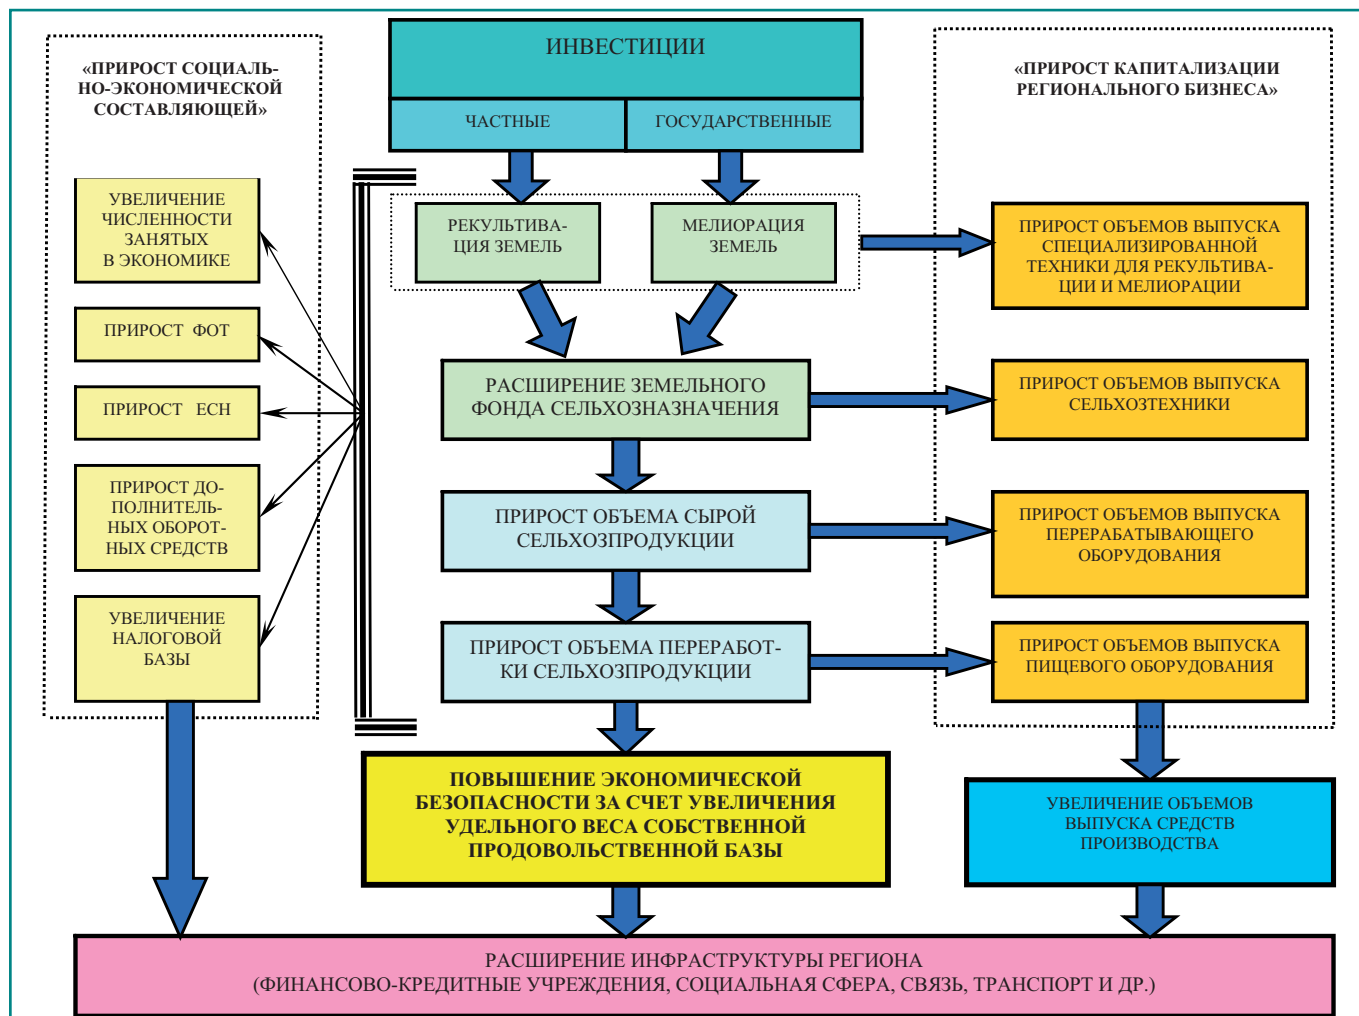 ИНВЕСТИЦИИ
ЧАСТНЫЕ
ГОСУДАРСТВЕННЫЕ
«ПРИРОСТ СОЦИАЛЬ-
НО-ЭКОНОМИЧЕСКОЙ
СОСТАВЛЯЮЩЕЙ»
УВЕЛИЧЕНИЕ
ЧИСЛЕННОСТИ
ЗАНЯТЫХ
В ЭКОНОМИКЕ
ПРИРОСТ ФОТ
ПРИРОСТ ЕСН
ПРИРОСТ ДО-
ПОЛНИТЕЛЬ-
НЫХ ОБОРОТ-
НЫХ СРЕДСТВ
УВЕЛИЧЕНИЕ
НАЛОГОВОЙ
БАЗЫ
РЕКУЛЬТИВА-
ЦИЯ ЗЕМЕЛЬ
МЕЛИОРАЦИЯ
ЗЕМЕЛЬ
РАСШИРЕНИЕ ЗЕМЕЛЬНОГО
ФОНДА СЕЛЬХОЗНАЗНАЧЕНИЯ
ПРИРОСТ ОБЪЕМА СЫРОЙ
СЕЛЬХОЗПРОДУКЦИИ
ПРИРОСТ ОБЪЕМА ПЕРЕРАБОТ-
КИ СЕЛЬХОЗПРОДУКЦИИ
ПОВЫШЕНИЕ ЭКОНОМИЧЕСКОЙ
БЕЗОПАСНОСТИ ЗА СЧЕТ УВЕЛИЧЕНИЯ
УДЕЛЬНОГО ВЕСА СОБСТВЕННОЙ
ПРОДОВОЛЬСТВЕННОЙ БАЗЫ
«ПРИРОСТ КАПИТАЛИЗАЦИИ
РЕГИОНАЛЬНОГО БИЗНЕСА»
ПРИРОСТ ОБЪЕМОВ ВЫПУСКА
СПЕЦИАЛИЗИРОВАННОЙ
ТЕХНИКИ ДЛЯ РЕКУЛЬТИВА-
ЦИИ И МЕЛИОРАЦИИ
ПРИРОСТ ОБЪЕМОВ ВЫПУСКА
СЕЛЬХОЗТЕХНИКИ
ПРИРОСТ ОБЪЕМОВ ВЫПУСКА
ПЕРЕРАБАТЫВАЮЩЕГО
ОБОРУДОВАНИЯ
ПРИРОСТ ОБЪЕМОВ ВЫПУСКА
ПИЩЕВОГО ОБОРУДОВАНИЯ
УВЕЛИЧЕНИЕ ОБЪЕМОВ
ВЫПУСКА СРЕДСТВ
ПРОИЗВОДСТВА
РАСШИРЕНИЕ ИНФРАСТРУКТУРЫ РЕГИОНА
(ФИНАНСОВО-КРЕДИТНЫЕ УЧРЕЖДЕНИЯ, СОЦИАЛЬНАЯ СФЕРА, СВЯЗЬ, ТРАНСПОРТ И ДР.)